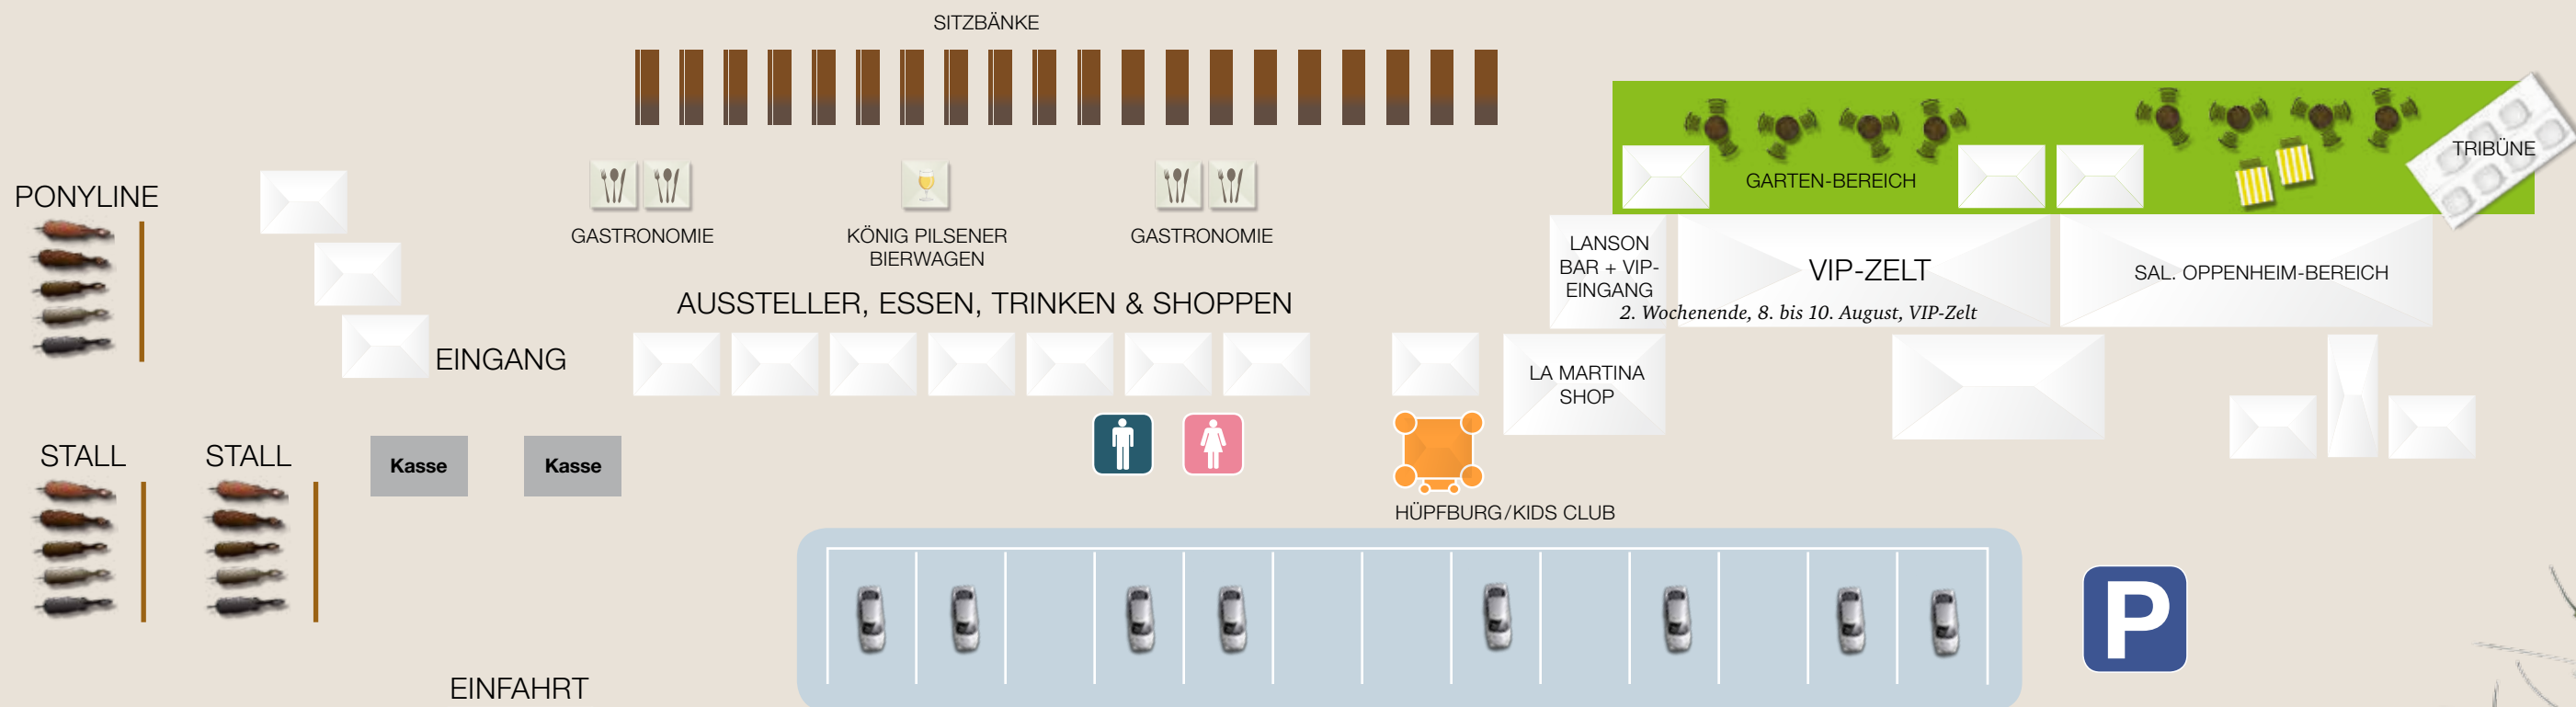 SITZBÄNKE
TRIBÜNE
GARTEN-BEREICH
PONYLINE
GASTRONOMIE
KÖNIG PILSENER
BIERWAGEN
GASTRONOMIE
LANSON
BAR + VIP-
EINGANG
VIP-ZELT
SAL. OPPENHEIM-BEREICH
2. Wochenende, 8. bis 10. August, VIP-Zelt
AUSSTELLER, ESSEN, TRINKEN & SHOPPEN
EINGANG
LA MARTINA
SHOP
STALL
STALL
Kasse
Kasse
HÜPFBURG/KIDS CLUB
P
EINFAHRT